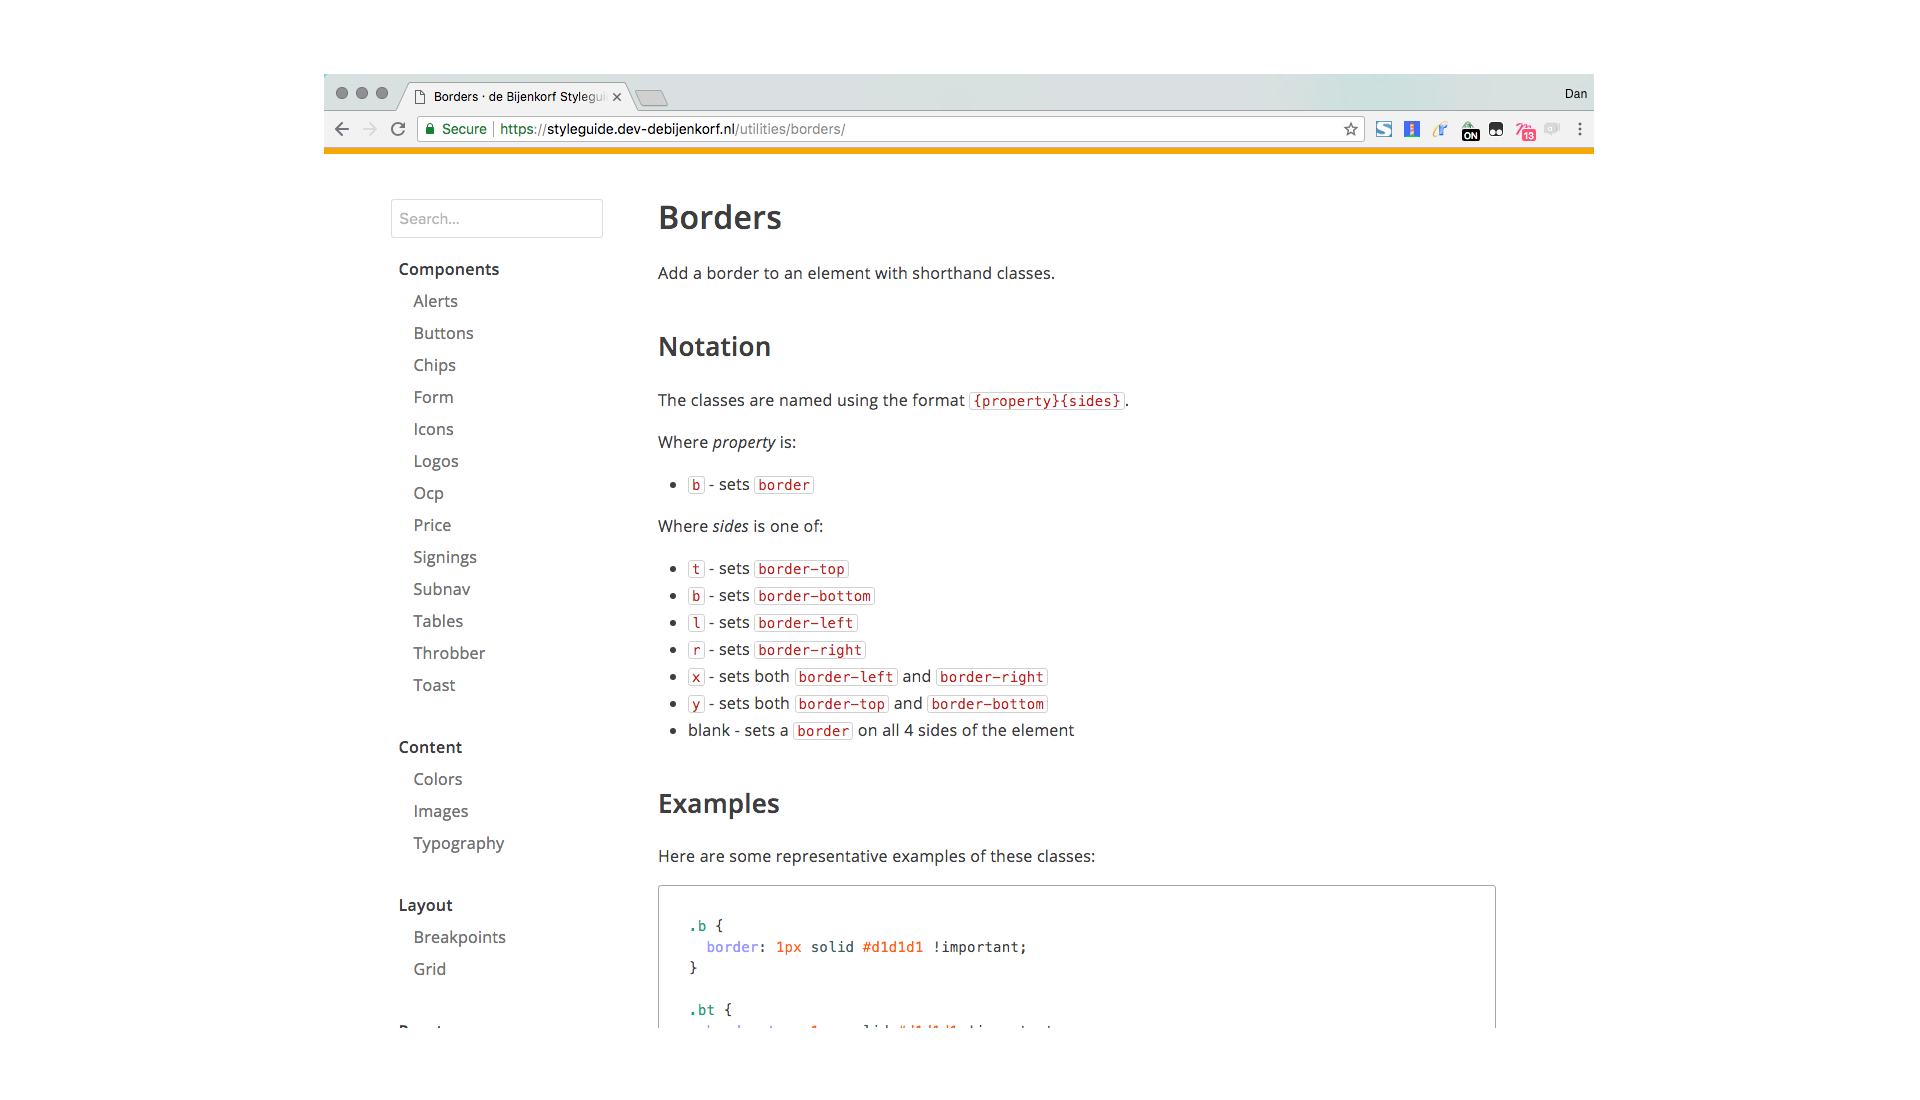 Borders · de Bijenkorf Stylegui
Dan
Secure https://styleguide.dev-debijenkorf.nl/utilities/borders/
ON
13
Search...
Components
Alerts
Buttons
Chips
Form
Icons
Logos
Ocp
Price
Signings
Subnav
Tables
Throbber
Toast
Content
Colors
Images
Typography
Layout
Breakpoints
Grid
Borders
Add a border to an element with shorthand classes.
Notation
The classes are named using the format {property}{sides}.
Where property is:
b - sets border
Where sides is one of:
t - sets border-top
b - sets border-bottom
l - sets border-left
r - sets border-right
x - sets both border-left and border-right
y - sets both border-top and border-bottom
blank - sets a border on all 4 sides of the element
Examples
Here are some representative examples of these classes:
.b {
border: 1px solid #d1d1d1 !important;
}
.bt {